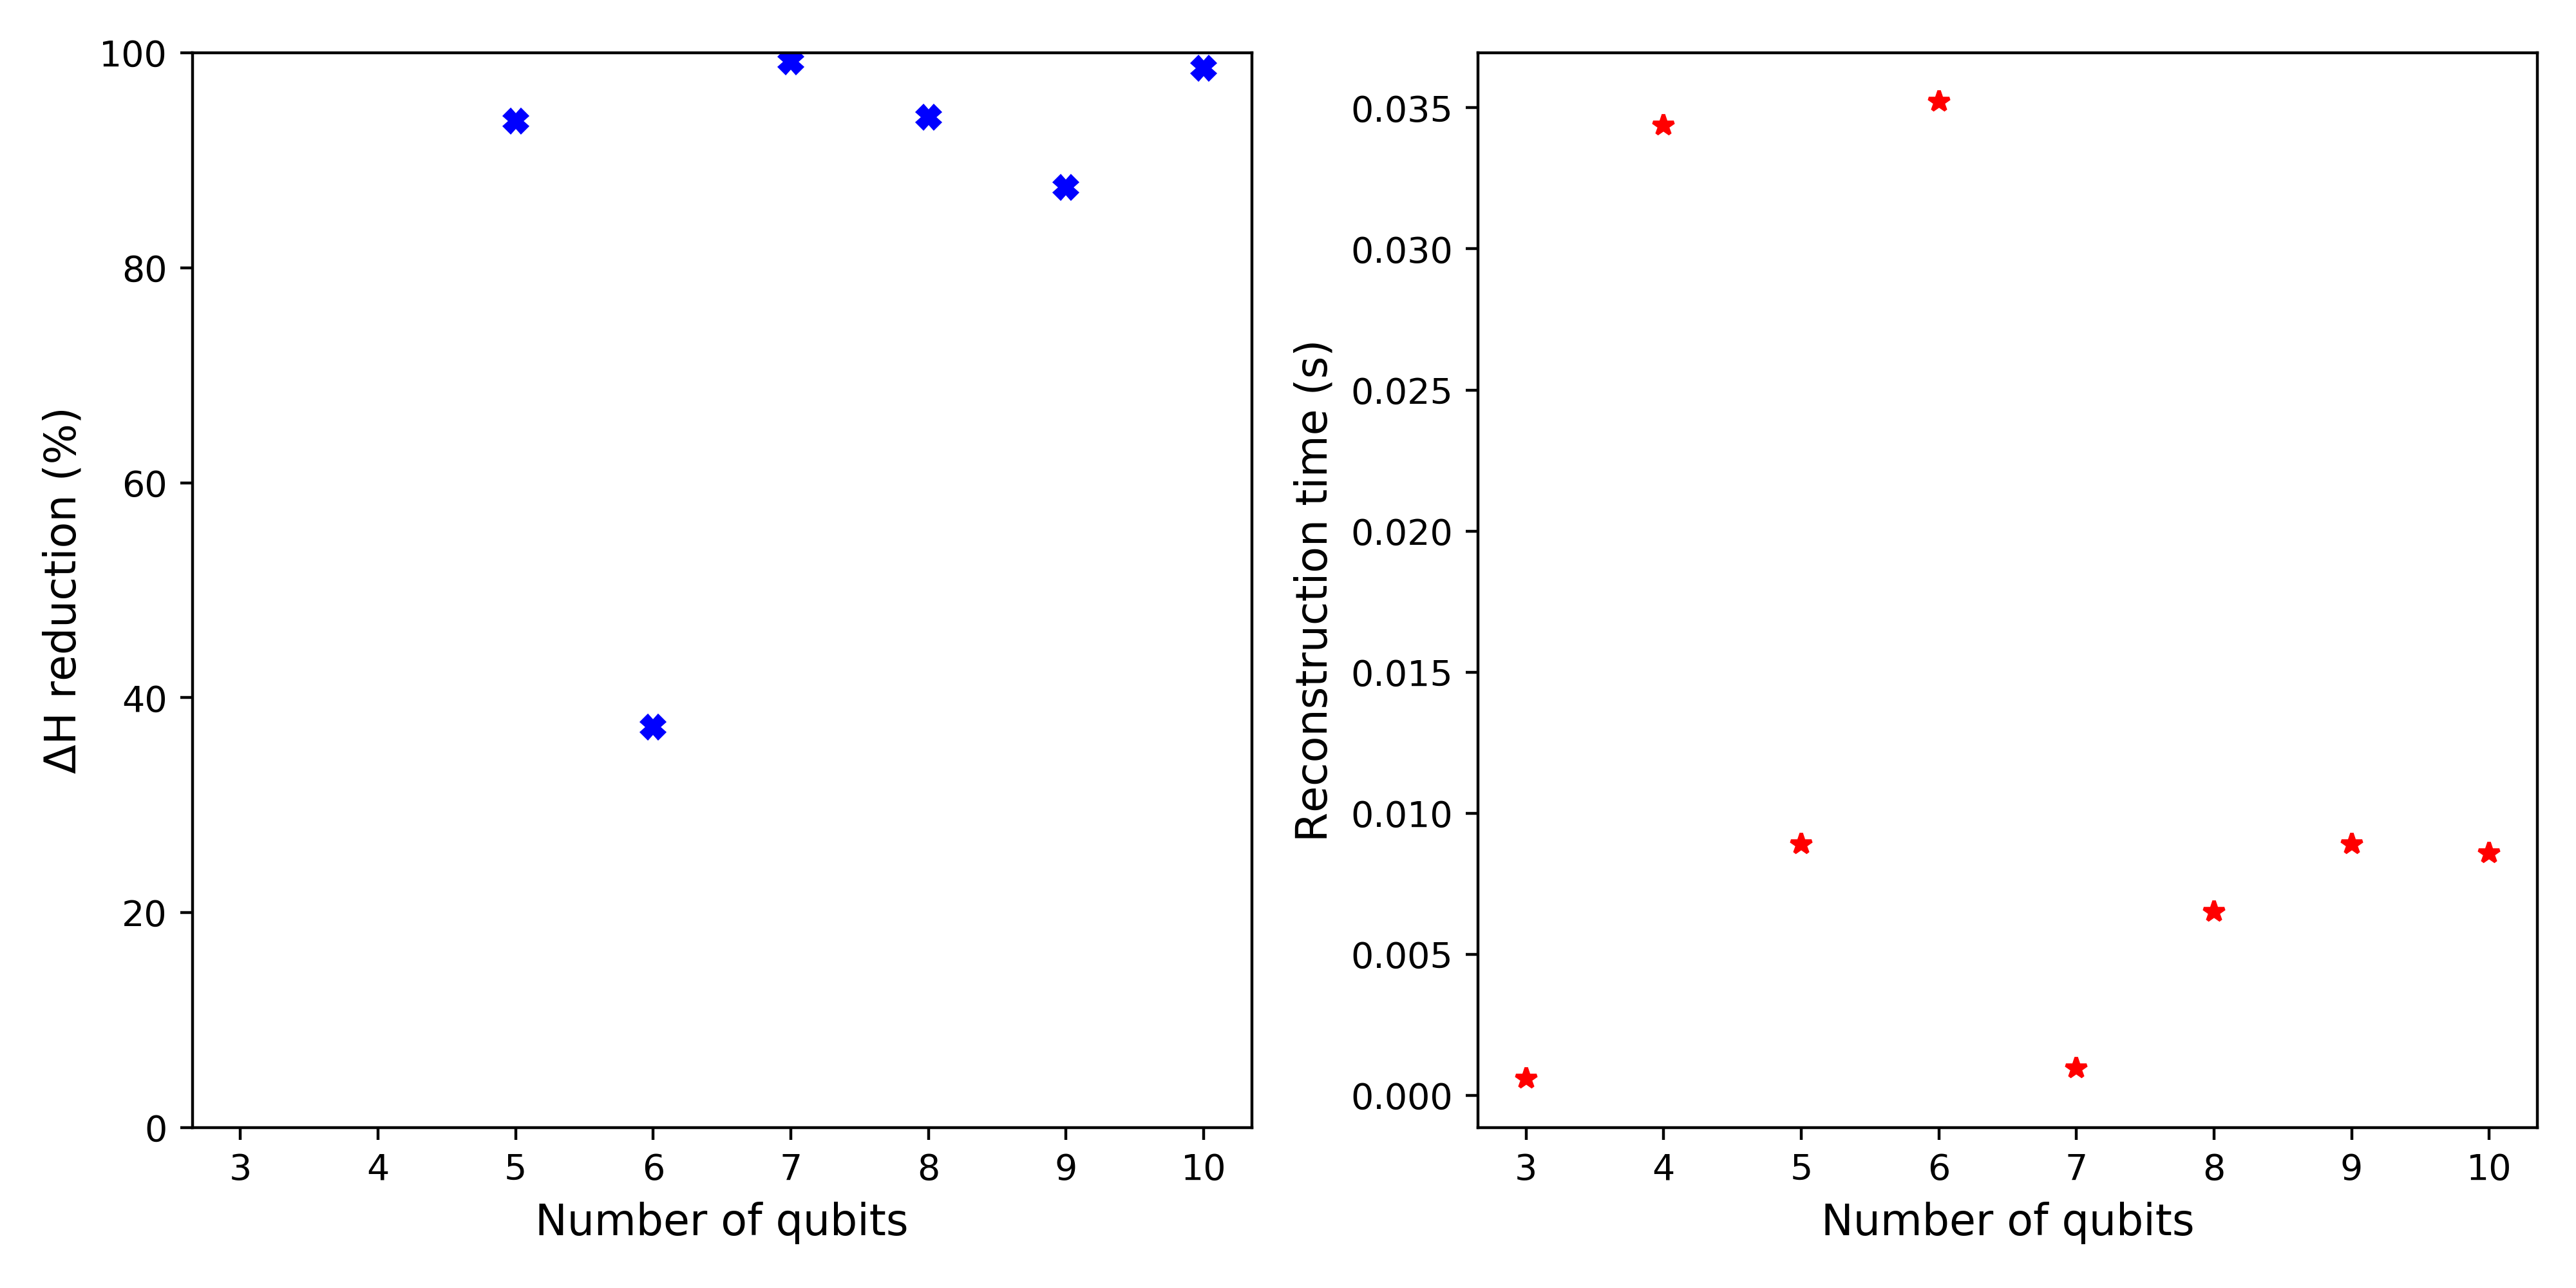 100
80
60
40
20
0
ΔH reduction (%)
3 4 5 6 7 8 9 10
Number of qubits
0.035
0.030
0.025
0.020
0.015
0.010
0.005
0.000
Reconstruction time (s)
3 4 5 6 7 8 9 10
Number of qubits